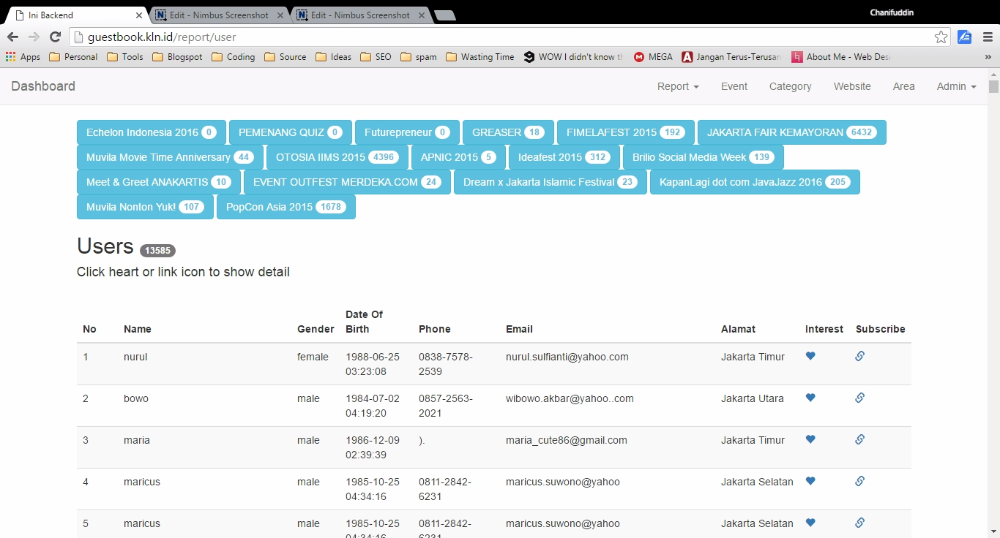 Ini Backend
Edit - Nimbus Screenshot
Edit - Nimbus Screenshot
Chanifuddin
guestbook.kln.id/report/user
Apps Personal Tools Blogspot Coding Source Ideas SEO spam Wasting Time WOW I didn't know th MEGA Jangan Terus-Terusan About Me - Web Desi
Dashboard Report Event Category Website Area Admin
Echelon Indonesia 2016 0 PEMENANG QUIZ 0 Futurepreneur 0 GREASER 18 FIMELAFEST 2015 192 JAKARTA FAIR KEMAYORAN 6432
Muvila Movie Time Anniversary 44 OTOSIA IIMS 2015 4396 APNIC 2015 5 Ideafest 2015 312 Brilio Social Media Week 139
Meet & Greet ANAKARTIS 10 EVENT OUTFEST MERDEKA.COM 24 Dream x Jakarta Islamic Festival 23 KapanLagi dot com JavaJazz 2016 205
Muvila Nonton Yuk! 107 PopCon Asia 2015 1678
Users 13585
Click heart or link icon to show detail
Date Of
No Name Gender Birth Phone Email Alamat Interest Subscribe
1 nurul female 1988-06-25 0838-7578- nurul.sulfianti@yahoo.com Jakarta Timur
03:23:08 2539
2 bowo male 1984-07-02 0857-2563- wibowo.akbar@yahoo..com Jakarta Utara
04:19:20 2021
3 maria male 1986-12-09 ). maria_cute86@gmail.com Jakarta Timur
02:39:39
4 maricus male 1985-10-25 0811-2842- maricus.suwono@yahoo Jakarta Selatan
04:34:16 6231
5 maricus male 1985-10-25 0811-2842- maricus.suwono@yahoo Jakarta Selatan
04:34:16 6231